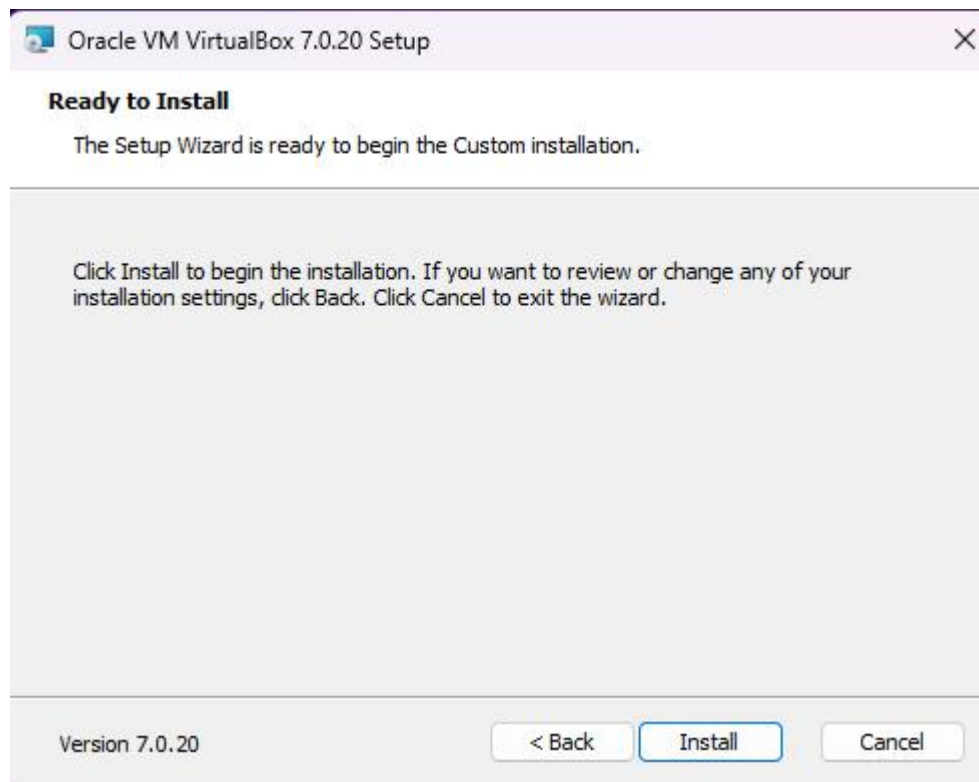 Oracle VM VirtualBox 7.0.20 Setup
Ready to Install
The Setup Wizard is ready to begin the Custom installation.
Click Install to begin the installation. If you want to review or change any of your
installation settings, click Back. Click Cancel to exit the wizard.
Version 7.0.20
< Back
Install
Cancel